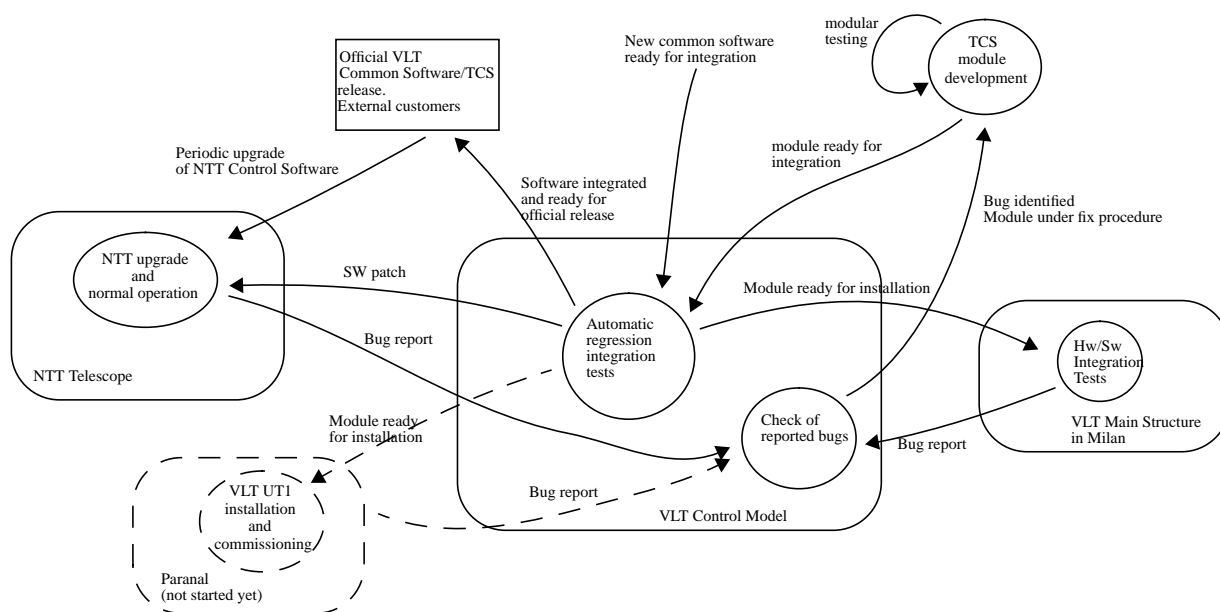 modular
testing
TCS
module
development
New common software
ready for integration
Official VLT
Common Software/TCS
release.
External customers
Periodic upgrade
of NTT Control Software
module ready for
integration
Software integrated
and ready for
official release
Bug identified
Module under fix procedure
NTT upgrade
and
normal operation
SW patch
Module ready for installation
Automatic
regression
integration
tests
Bug report
NTT Telescope
Hw/Sw
Integration
Tests
VLT Main Structure
in Milan
Check of
reported bugs
Bug report
Module ready
for installation
VLT UT1
installation
and
commissioning
Bug report
VLT Control Model
Paranal
(not started yet)